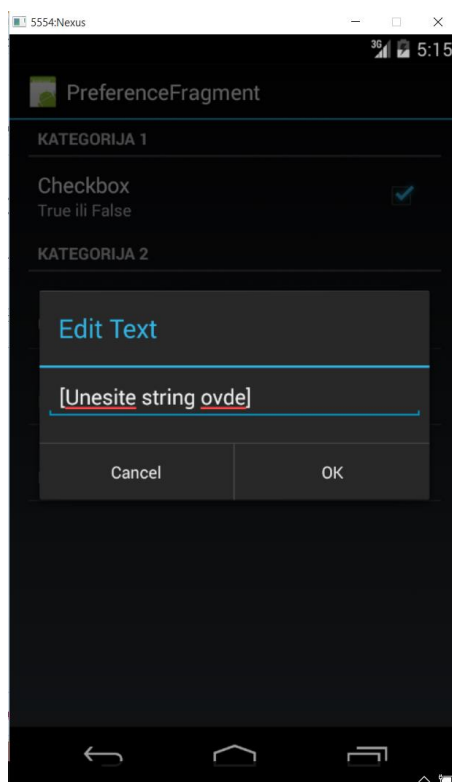 5554:Nexus
3G 5:15
PreferenceFragment
KATEGORIJA 1
Checkbox
True ili False
KATEGORIJA 2
Edit Text
[Unesite string ovde]
Cancel OK